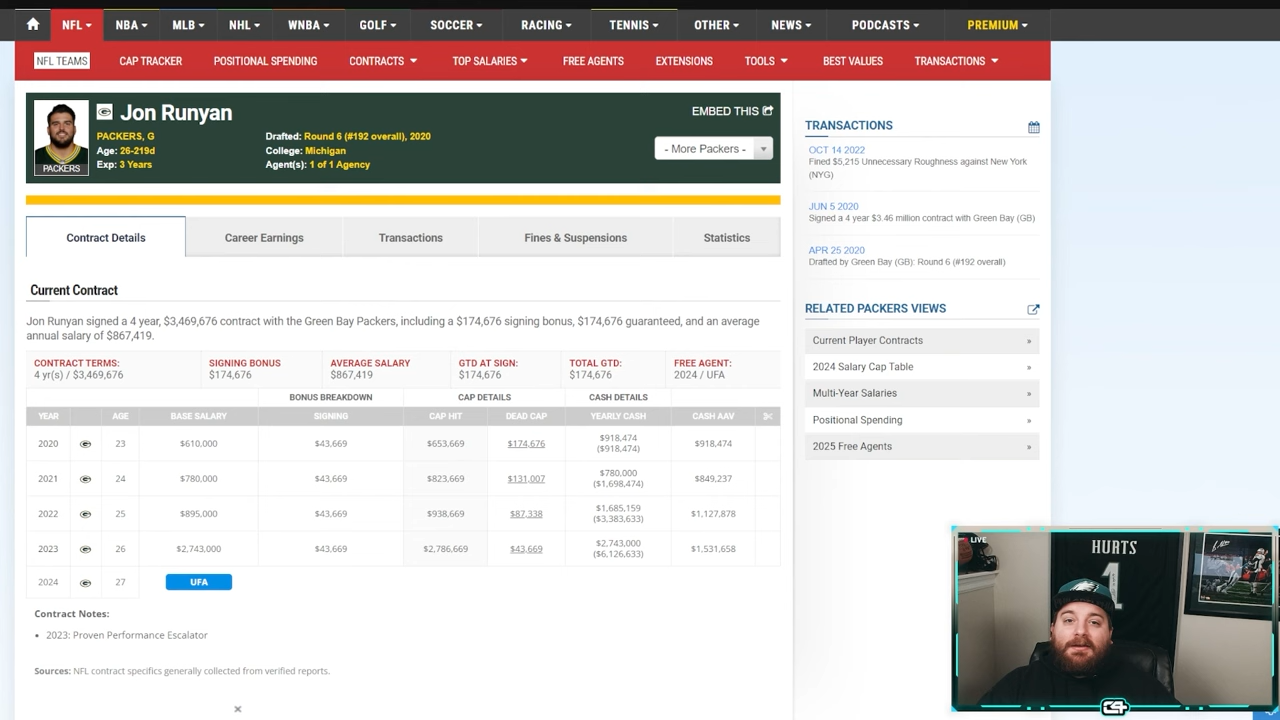 NFL NBA MLB NHL WNBA GOLF SOCCER RACING TENNIS OTHER NEWS PODCASTS PREMIUM
NFL TEAMS CAP TRACKER POSITIONAL SPENDING CONTRACTS TOP SALARIES FREE AGENTS EXTENSIONS TOOLS BEST VALUES TRANSACTIONS
Jon Runyan
EMBED THIS
PACKERS, G
Drafted: Round 6 (#192 overall), 2020
Age: 26-219d
College: Michigan
- More Packers -
Exp: 3 Years
Agent(s): 1 of 1 Agency
PACKERS
Contract Details Career Earnings Transactions Fines & Suspensions Statistics
Current Contract
Jon Runyan signed a 4 year, $3,469,676 contract with the Green Bay Packers, including a $174,676 signing bonus, $174,676 guaranteed, and an average
annual salary of $867,419.
CONTRACT TERMS: SIGNING BONUS AVERAGE SALARY GTD AT SIGN: TOTAL GTD: FREE AGENT:
4 yr(s) / $3,469,676 $174,676 $867,419 $174,676 $174,676 2024 / UFA
BONUS BREAKDOWN CAP DETAILS CASH DETAILS
YEAR AGE BASE SALARY SIGNING CAP HIT DEAD CAP YEARLY CASH CASH AAV
2020 23 $610,000 $43,669 $653,669 $174,676 $918,474 $918,474
($918,474)
2021 24 $780,000 $43,669 $823,669 $131,007 $780,000 $849,237
($1,698,474)
2022 25 $895,000 $43,669 $938,669 $87,338 $1,685,159 $1,127,878
($3,383,633)
2023 26 $2,743,000 $43,669 $2,786,669 $43,669 $2,743,000 $1,531,658
($6,126,633)
2024 27 UFA
Contract Notes:
• 2023: Proven Performance Escalator
Sources: NFL contract specifics generally collected from verified reports.
×
TRANSACTIONS
OCT 14 2022
Fined $5,215 Unnecessary Roughness against New York
(NYG)
JUN 5 2020
Signed a 4 year $3.46 million contract with Green Bay (GB)
APR 25 2020
Drafted by Green Bay (GB): Round 6 (#192 overall)
RELATED PACKERS VIEWS
Current Player Contracts »
2024 Salary Cap Table »
Multi-Year Salaries »
Positional Spending »
2025 Free Agents »
LIVE
HURTS
1